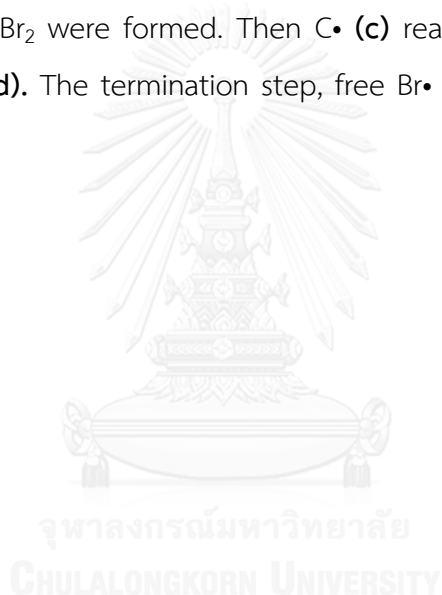 Br₂ were formed. Then C• (c) rea
d). The termination step, free Br•
จุฬาลงกรณ์มหาวิทยาลัย
CHULALONGKORN UNIVERSITY